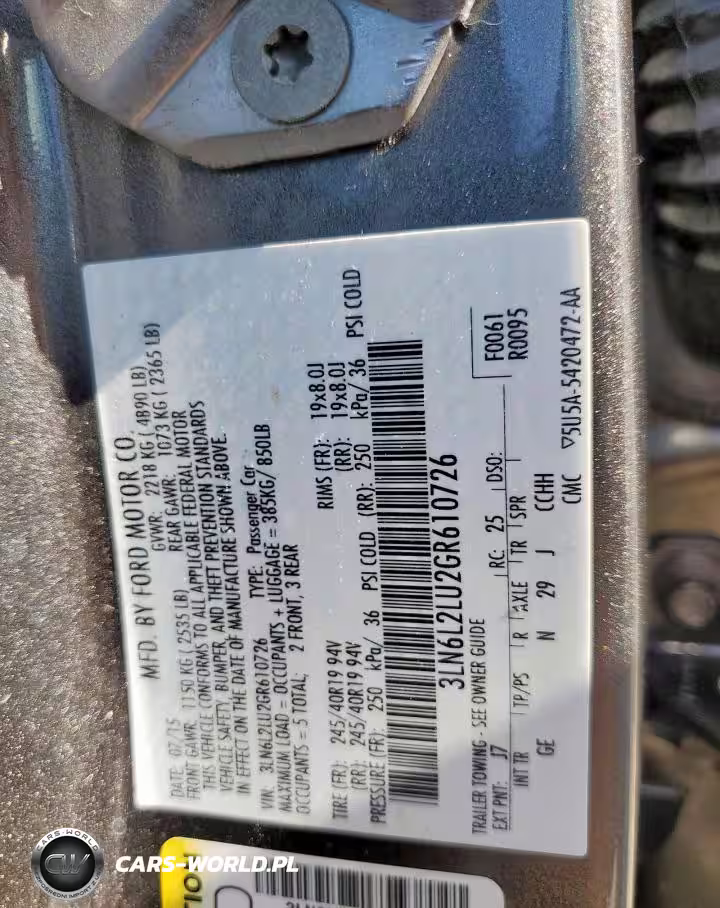 MFD. BY FORD MOTOR CO.
DATE: 07/15 GVWR: 2218 KG ( 4890 LB)
FRONT GAWR: 1150 KG ( 2535 LB) REAR GAWR: 1073 KG ( 2365 LB)
THIS VEHICLE CONFORMS TO ALL APPLICABLE FEDERAL MOTOR
VEHICLE SAFETY, BUMPER, AND THEFT PREVENTION STANDARDS
IN EFFECT ON THE DATE OF MANUFACTURE SHOWN ABOVE.
VIN: 3LN6L2LU2GR610726 TYPE: Passenger Car
MAXIMUM LOAD = OCCUPANTS + LUGGAGE = 385KG/ 850LB
OCCUPANTS = 5 TOTAL; 2 FRONT, 3 REAR
TIRE (FR): 245/40R19 94V RIMS (FR): 19x8.0J
(RR): 245/40R19 94V (RR): 19x8.0J
PRESSURE (FR): 250 kPa/ 36 PSI COLD (RR): 250 kPa/ 36 PSI COLD
3LN6L2LU2GR610726
TRAILER TOWING - SEE OWNER GUIDE
F0061
R0095
EXT PNT: J7 RC: 25 DSO:
INT TR TP/PS R AXLE TR SPR
GE N 29 J CCHH
CMC ▽5U5A-5420472-AA
CARS-WORLD.PL
CARS-WORLD
CW